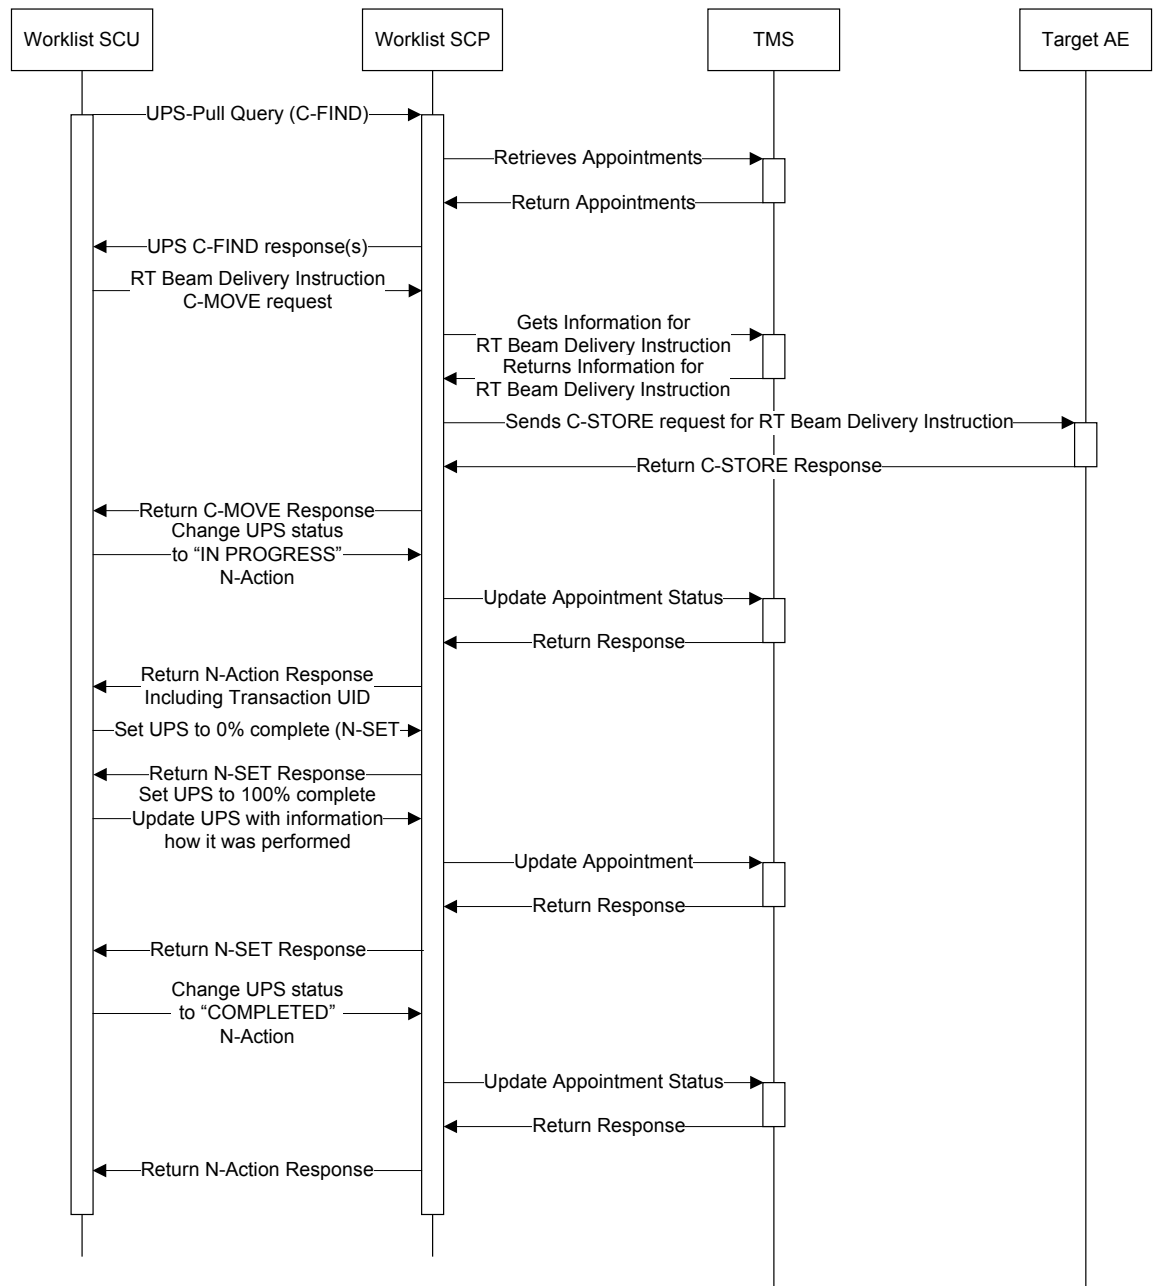 Worklist SCU
Worklist SCP
TMS
Target AE
UPS-Pull Query (C-FIND)
Retrieves Appointments
Return Appointments
UPS C-FIND response(s)
RT Beam Delivery Instruction
C-MOVE request
Gets Information for
RT Beam Delivery Instruction
Returns Information for
RT Beam Delivery Instruction
Sends C-STORE request for RT Beam Delivery Instruction
Return C-STORE Response
Return C-MOVE Response
Change UPS status
to “IN PROGRESS”
N-Action
Update Appointment Status
Return Response
Return N-Action Response
Including Transaction UID
Set UPS to 0% complete (N-SET
Return N-SET Response
Set UPS to 100% complete
Update UPS with information
how it was performed
Update Appointment
Return Response
Return N-SET Response
Change UPS status
to “COMPLETED”
N-Action
Update Appointment Status
Return Response
Return N-Action Response